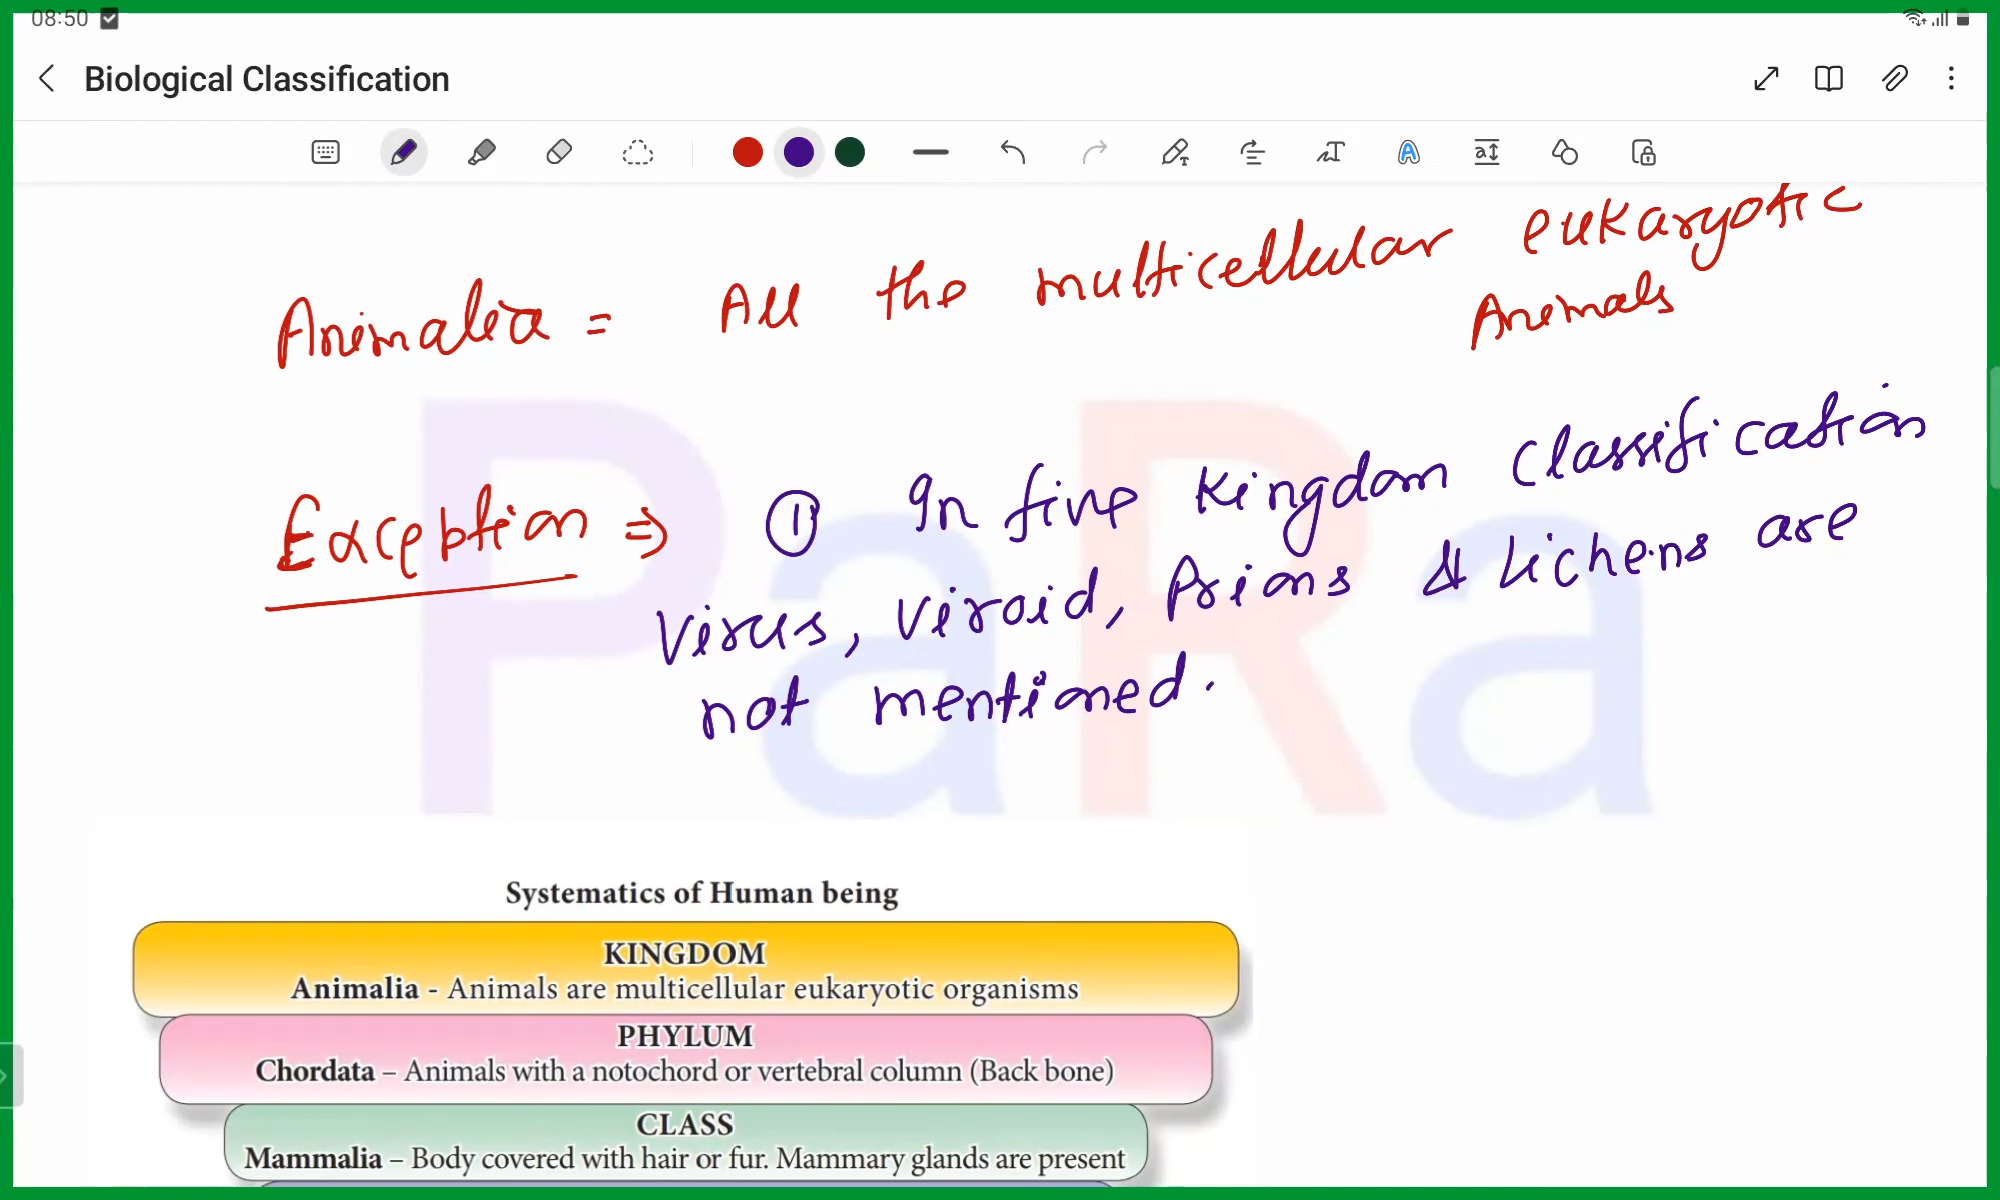 08:50
Biological Classification
Animalia = All the multicellular eukaryotic
Animals
Exception ⇒ ① In five Kingdom Classification
Virus, Viroid, Prions & Lichens are
not mentioned.
PaRa
Systematics of Human being
KINGDOM
Animalia - Animals are multicellular eukaryotic organisms
PHYLUM
Chordata – Animals with a notochord or vertebral column (Back bone)
CLASS
Mammalia – Body covered with hair or fur. Mammary glands are present